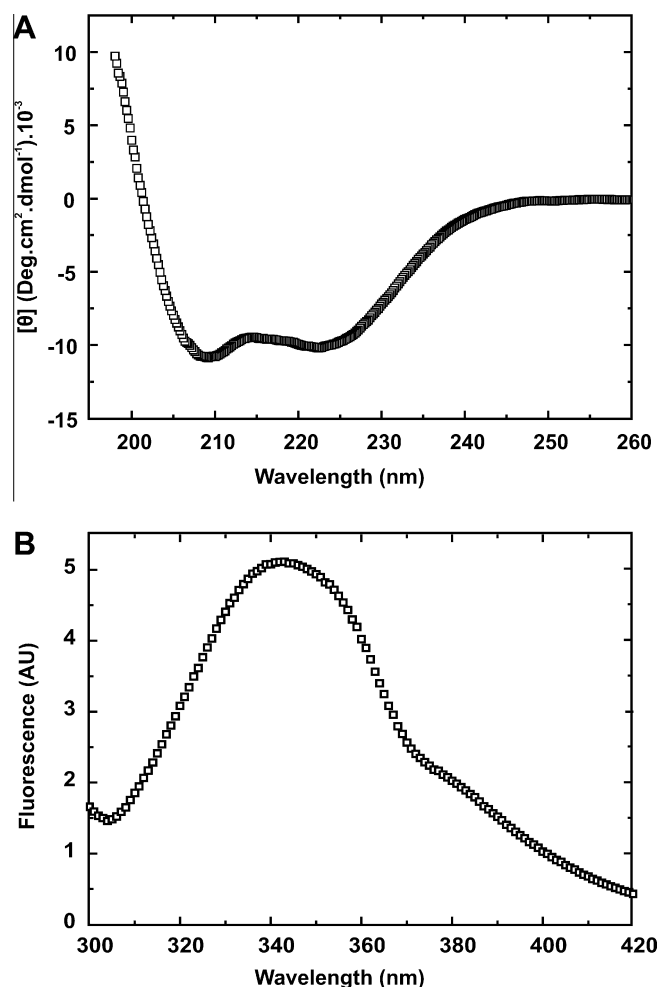 A
10
5
0
-5
-10
-15
[θ] (Deg.cm².dmol⁻¹).10⁻³
200 210 220 230 240 250 260
Wavelength (nm)
B
5
4
3
2
1
0
Fluorescence (AU)
300 320 340 360 380 400 420
Wavelength (nm)